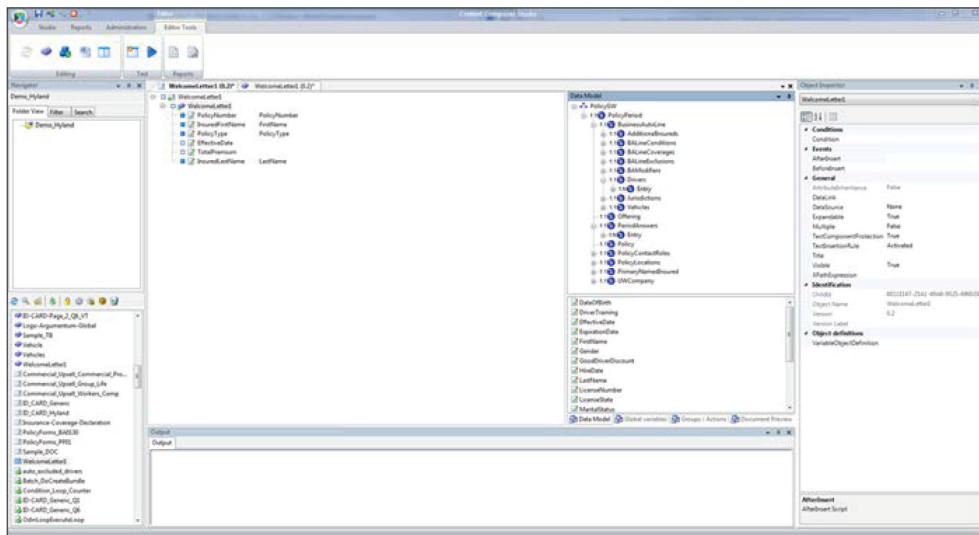 Content Composer Studio
Studio Reports Administration Editor Tools
Editing Test Reports
Navigator
Demo_Hyland
Folder View Filter Search
Demo_Hyland
ID-CARD-Page_2_QR_VT
Logo-Argumentum-Global
Sample_TB
Vehicle
Vehicles
WelcomeLetter1
Commercial_Upsell_Commercial_Pro...
Commercial_Upsell_Group_Life
Commercial_Upsell_Workers_Comp
ID_CARD_Generic
ID_CARD_Hyland
Insurance-Coverage-Declaration
PolicyForms_BA0130
PolicyForms_PP01
Sample_DOC
WelcomeLetter1
auto_excluded_drivers
Batch_DoCreateBundle
Condition_Loop_Counter
ID-CARD_Generic_Q1
ID-CARD_Generic_Q6
OdmLoopExecuteLoop
WelcomeLetter1 (0.2)* WelcomeLetter1 (0.2)*
WelcomeLetter1
WelcomeLetter1
PolicyNumber PolicyNumber
InsuredFirstName FirstName
PolicyType PolicyType
EffectiveDate
TotalPremium
InsuredLastName LastName
Data Model
PolicyGW
PolicyPeriod
BusinessAutoLine
AdditionalInsureds
BALineConditions
BALineCoverages
BALineExclusions
BAModifiers
Drivers
Entry
Jurisdictions
Vehicles
Offering
PeriodAnswers
Entry
Policy
PolicyContactRoles
PolicyLocations
PrimaryNamedInsured
UWCompany
DateOfBirth
DriverTraining
EffectiveDate
ExpirationDate
FirstName
Gender
GoodDriverDiscount
HireDate
LastName
LicenseNumber
LicenseState
MaritalStatus
Data Model Global variables Groups / Actions Document Preview
Output
Output
Object Inspector
WelcomeLetter1
Conditions
Condition
Events
AfterInsert
BeforeInsert
General
AttributeInheritance False
DataLink
DataSource None
Expandable True
Multiple False
TextComponentProtection True
TextInsertionRule Activated
Title
Visible True
XPathExpression
Identification
Object Name WelcomeLetter1
Version 0.2
Version Label
Object definitions
VariableObjectDefinition
AfterInsert
AfterInsert Script